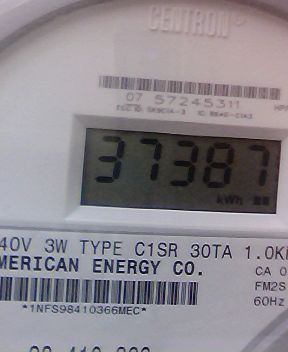 CENTRON
07 57245311
37387
kWh
40V 3W TYPE C1SR 30TA 1.0K
MERICAN ENERGY CO.
CA 0
FM2S
60Hz
*1NFS98410366MEC*